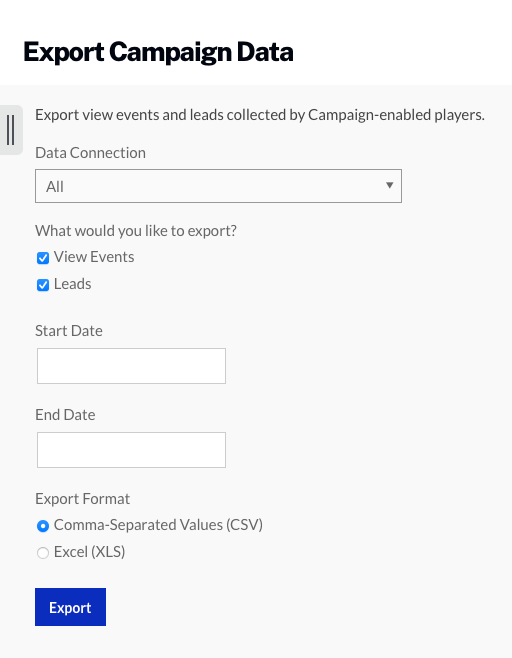 Export Campaign Data
Export view events and leads collected by Campaign-enabled players.
Data Connection
All
What would you like to export?
View Events
Leads
Start Date
End Date
Export Format
Comma-Separated Values (CSV)
Excel (XLS)
Export